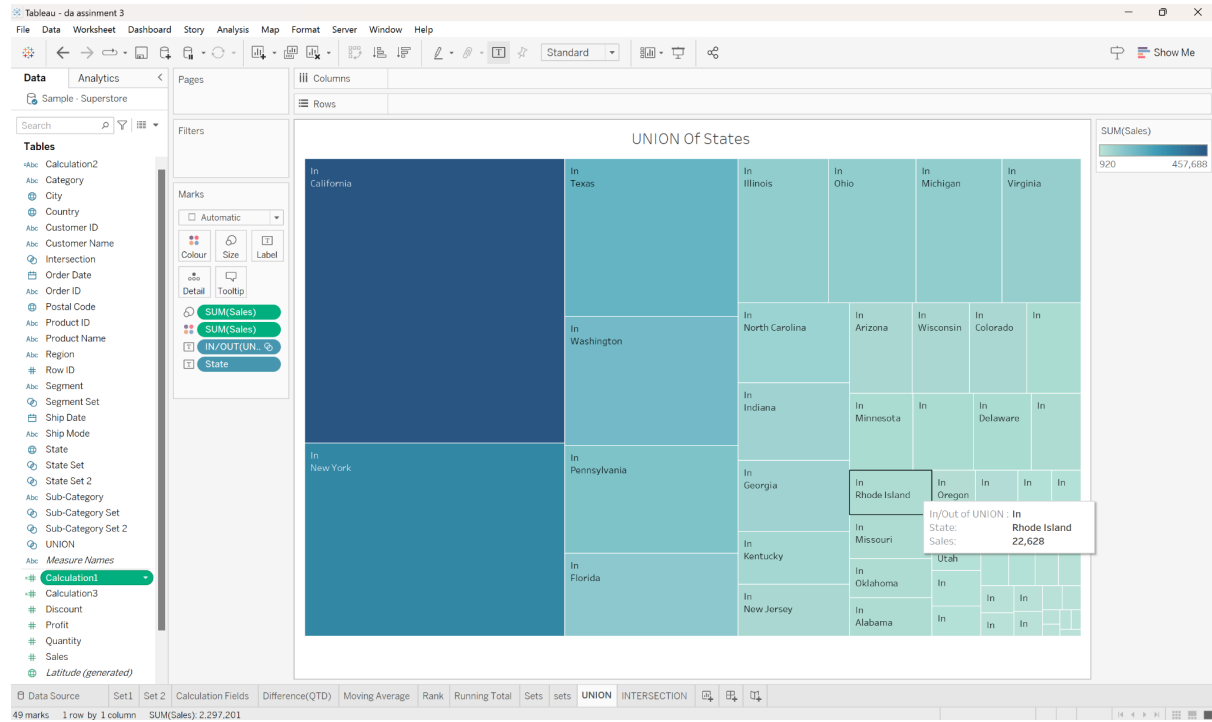 Tableau - da assinment 3
File Data Worksheet Dashboard Story Analysis Map Format Server Window Help
Standard
Show Me
Data Analytics
Sample - Superstore
Search
Tables
Calculation2
Category
City
Country
Customer ID
Customer Name
Intersection
Order Date
Order ID
Postal Code
Product ID
Product Name
Region
Row ID
Segment
Segment Set
Ship Date
Ship Mode
State
State Set
State Set 2
Sub-Category
Sub-Category Set
Sub-Category Set 2
UNION
Measure Names
Calculation1
Calculation3
Discount
Profit
Quantity
Sales
Latitude (generated)
Pages
Filters
Marks
Automatic
Colour Size Label
Detail Tooltip
SUM(Sales)
SUM(Sales)
IN/OUT(UN..
State
Columns
Rows
UNION Of States
In
California
In
New York
In
Texas
In
Washington
In
Pennsylvania
In
Florida
In
Illinois
In
Ohio
In
Michigan
In
Virginia
In
North Carolina
In
Indiana
In
Georgia
In
Kentucky
In
New Jersey
In
Arizona
In
Wisconsin
In
Colorado
In
In
Minnesota
In
In
Delaware
In
In
Rhode Island
In
Oregon
In
In
In
In
Missouri
Utah
In
Oklahoma
In
Alabama
In
In
In
In
In
In
In/Out of UNION : In
State: Rhode Island
Sales: 22,628
SUM(Sales)
920 457,688
Data Source Set1 Set 2 Calculation Fields Difference(QTD) Moving Average Rank Running Total Sets sets UNION INTERSECTION
49 marks 1 row by 1 column SUM(Sales): 2,297,201